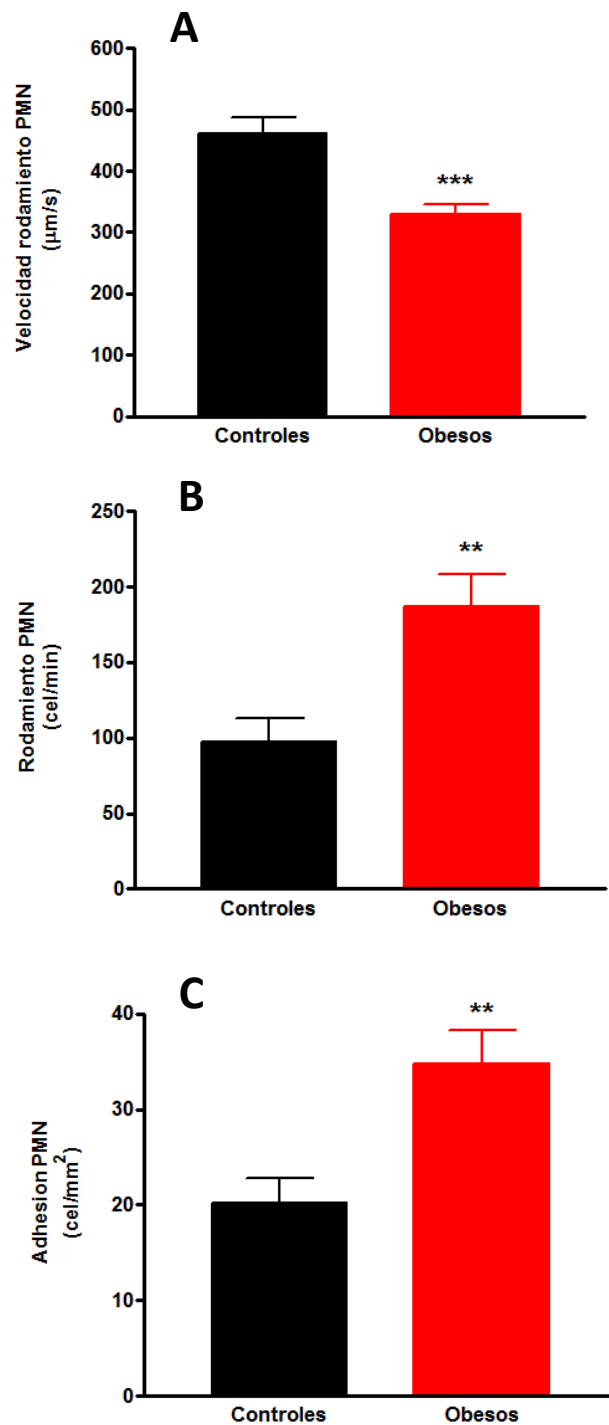 A
600
500
400
300
200
100
0
Velocidad rodamiento PMN
(µm/s)
***
Controles Obesos
B
250
200
150
100
50
0
Rodamiento PMN
(cel/min)
**
Controles Obesos
C
40
30
20
10
0
Adhesion PMN
(cel/mm²)
**
Controles Obesos